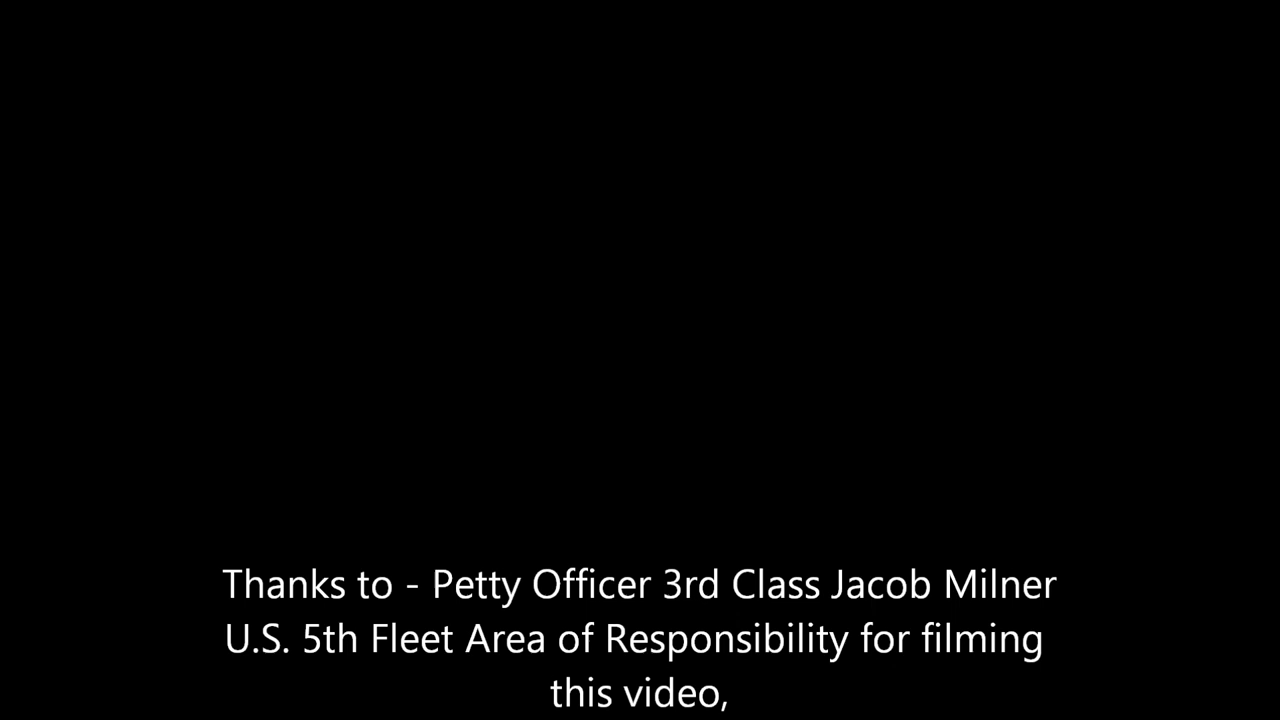 Thanks to - Petty Officer 3rd Class Jacob Milner
U.S. 5th Fleet Area of Responsibility for filming
this video,